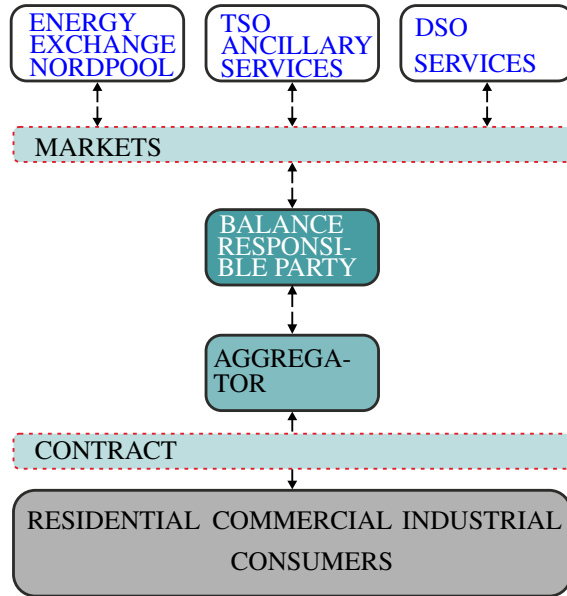 ENERGY
EXCHANGE
NORDPOOL
TSO
ANCILLARY
SERVICES
DSO
SERVICES
MARKETS
BALANCE
RESPONSI-
BLE PARTY
AGGREGA-
TOR
CONTRACT
RESIDENTIAL COMMERCIAL INDUSTRIAL
CONSUMERS